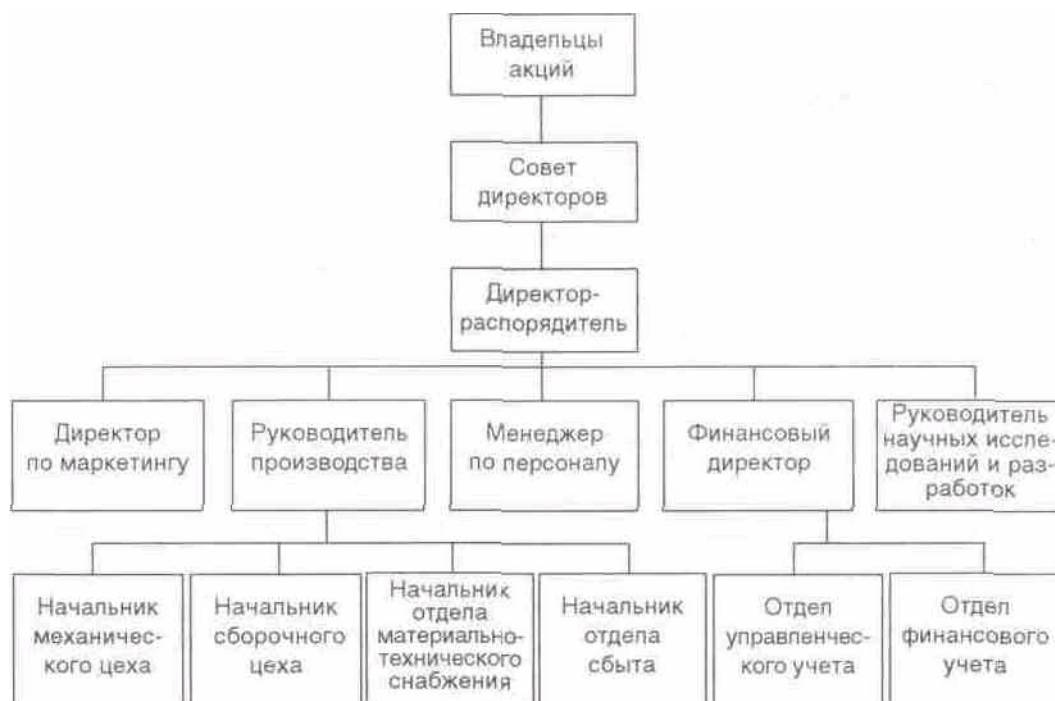 Владельцы
акций
Совет
директоров
Директор-
распорядитель
Директор
по маркетингу
Руководитель
производства
Менеджер
по персоналу
Финансовый
директор
Руководитель
научных иссле-
дований и раз-
работок
Начальник
механичес-
кого цеха
Начальник
сборочного
цеха
Начальник
отдела
материально-
технического
снабжения
Начальник
отдела
сбыта
Отдел
управленчес-
кого учета
Отдел
финансового
учета